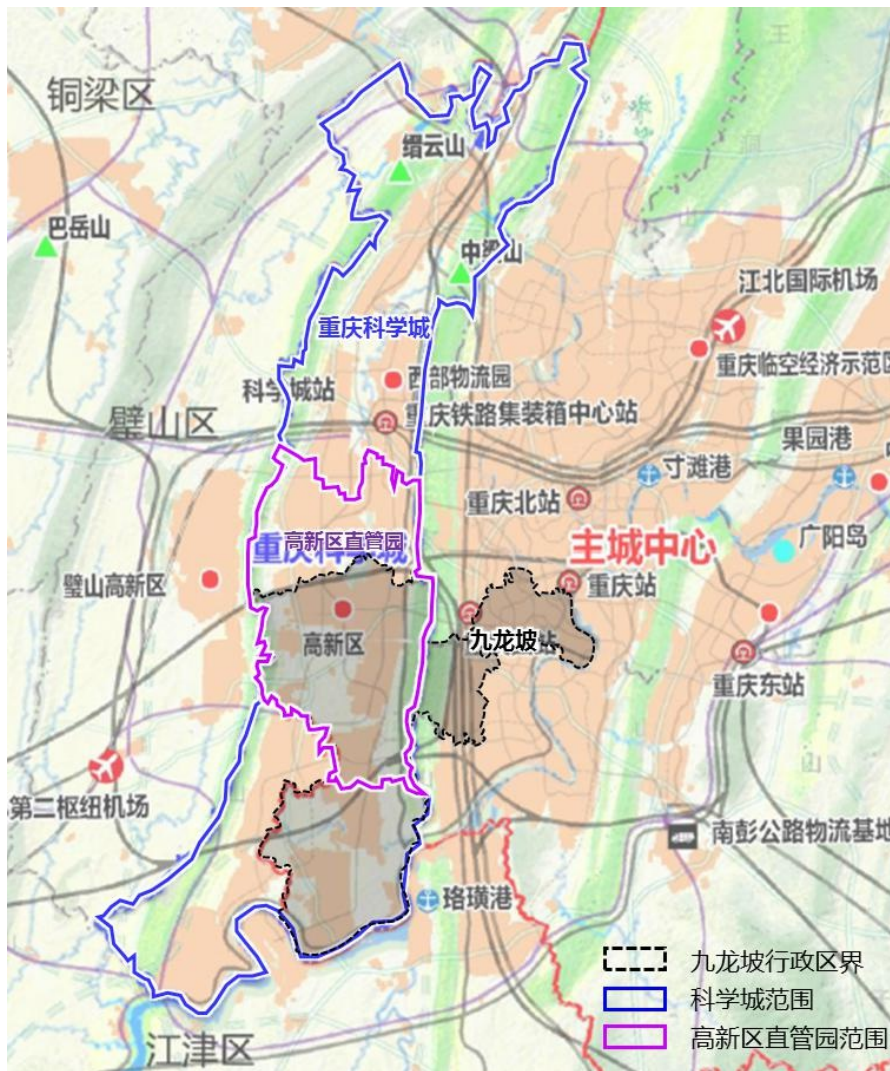 铜梁区
缙云山
巴岳山
中梁山
江北国际机场
重庆科学城
重庆临空经济示范区
西部物流园
科学城站
重庆铁路集装箱中心站
璧山区
果园港
寸滩港
重庆北站
高新区直管园
重庆科学城
主城中心
广阳岛
璧山高新区
重庆站
高新区
九龙坡
重庆东站
第二枢纽机场
南彭公路物流基地
珞璜港
九龙坡行政区界
科学城范围
高新区直管园范围
江津区